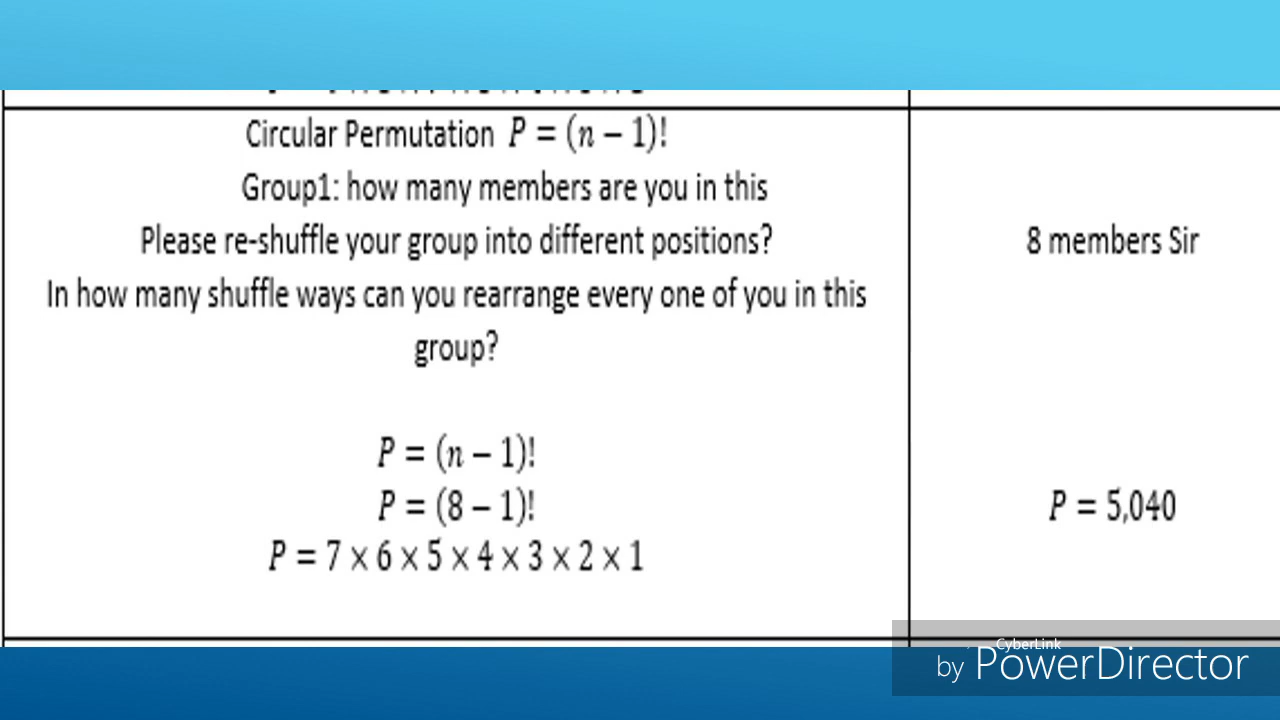 Circular Permutation P = (n − 1)!
Group1: how many members are you in this
Please re-shuffle your group into different positions?
8 members Sir
In how many shuffle ways can you rearrange every one of you in this
group?
P = (n − 1)!
P = (8 − 1)!
P = 5,040
P = 7 × 6 × 5 × 4 × 3 × 2 × 1
CyberLink
by PowerDirector